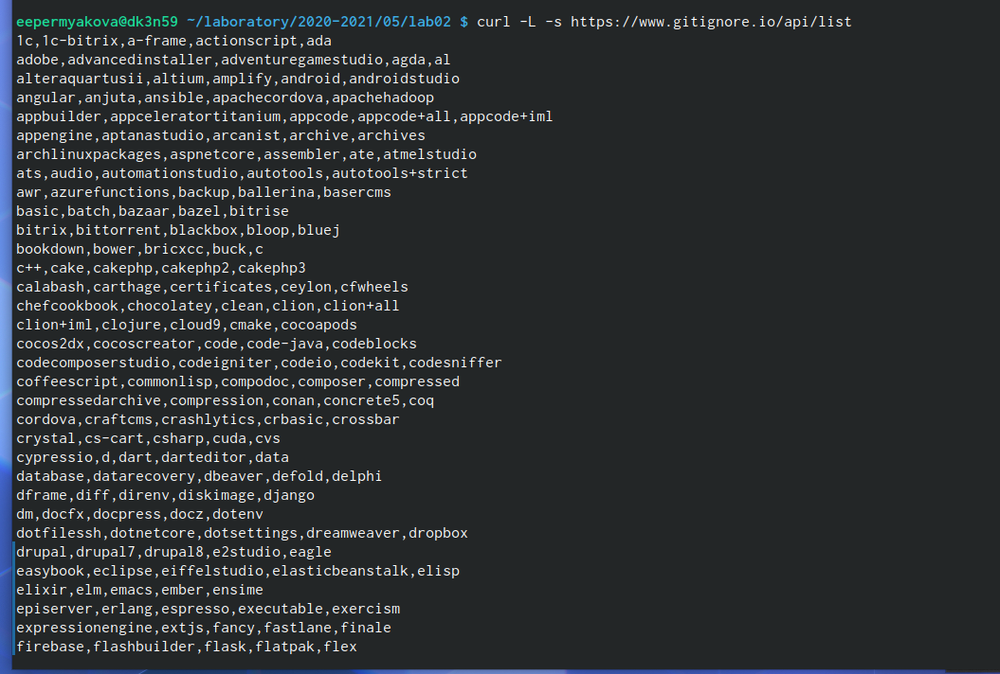 eepermyakova@dk3n59 ~/laboratory/2020-2021/05/lab02 $ curl -L -s https://www.gitignore.io/api/list
1c,1c-bitrix,a-frame,actionscript,ada
adobe,advancedinstaller,adventuregamestudio,agda,al
alteraquartusii,altium,amplify,android,androidstudio
angular,anjuta,ansible,apachecordova,apachehadoop
appbuilder,appceleratortitanium,appcode,appcode+all,appcode+iml
appengine,aptanastudio,arcanist,archive,archives
archlinuxpackages,aspnetcore,assembler,ate,atmelstudio
ats,audio,automationstudio,autotools,autotools+strict
awr,azurefunctions,backup,ballerina,basercms
basic,batch,bazaar,bazel,bitrise
bitrix,bittorrent,blackbox,bloop,bluej
bookdown,bower,bricxcc,buck,c
c++,cake,cakephp,cakephp2,cakephp3
calabash,carthage,certificates,ceylon,cfwheels
chefcookbook,chocolatey,clean,clion,clion+all
clion+iml,clojure,cloud9,cmake,cocoapods
cocos2dx,cocoscreator,code,code-java,codeblocks
codecomposerstudio,codeigniter,codeio,codekit,codesniffer
coffeescript,commonlisp,compodoc,composer,compressed
compressedarchive,compression,conan,concrete5,coq
cordova,craftcms,crashlytics,crbasic,crossbar
crystal,cs-cart,csharp,cuda,cvs
cypressio,d,dart,darteditor,data
database,datarecovery,dbeaver,defold,delphi
dframe,diff,direnv,diskimage,django
dm,docfx,docpress,docz,dotenv
dotfilessh,dotnetcore,dotsettings,dreamweaver,dropbox
drupal,drupal7,drupal8,e2studio,eagle
easybook,eclipse,eiffelstudio,elasticbeanstalk,elisp
elixir,elm,emacs,ember,ensime
episerver,erlang,espresso,executable,exercism
expressionengine,extjs,fancy,fastlane,finale
firebase,flashbuilder,flask,flatpak,flex